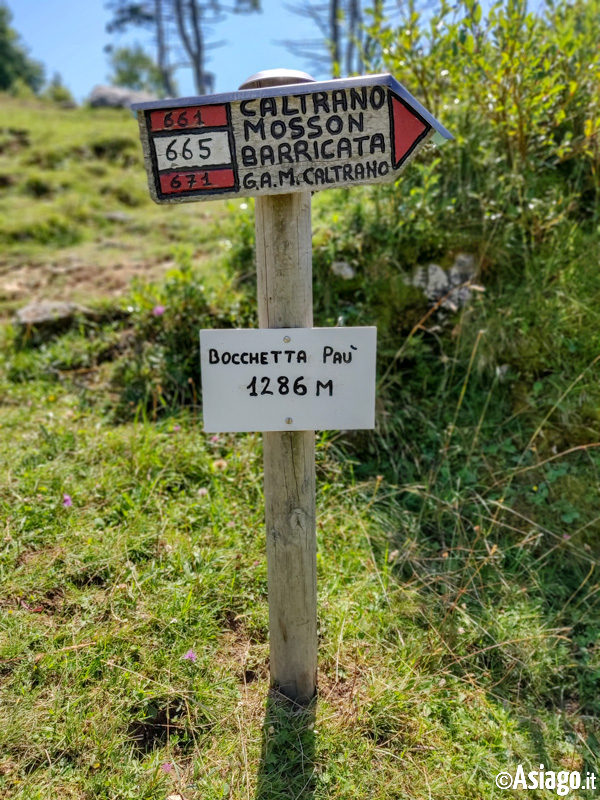 661
665
671
CALTRANO
MOSSON
BARRICATA
G.A.M. CALTRANO
BOCCHETTA PAÙ
1286 M
©Asiago.it